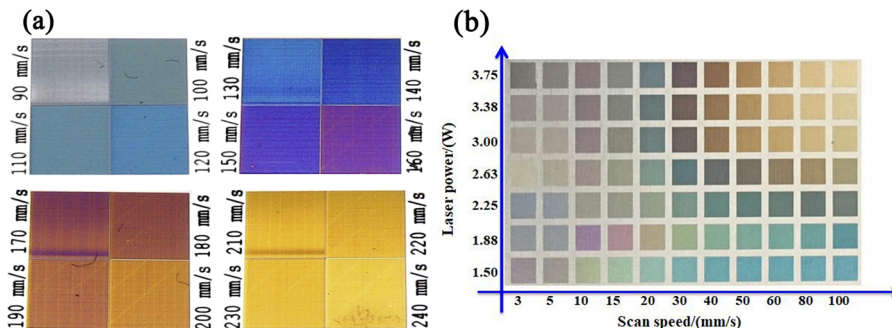 (a)
90 mm/s
100 mm/s
110 mm/s
120 mm/s
130 mm/s
140 mm/s
150 mm/s
160 mm/s
170 mm/s
180 mm/s
190 mm/s
200 mm/s
210 mm/s
220 mm/s
230 mm/s
240 mm/s
(b)
Laser power/(W)
3.75
3.38
3.00
2.63
2.25
1.88
1.50
3 5 10 15 20 30 40 50 60 80 100
Scan speed/(mm/s)